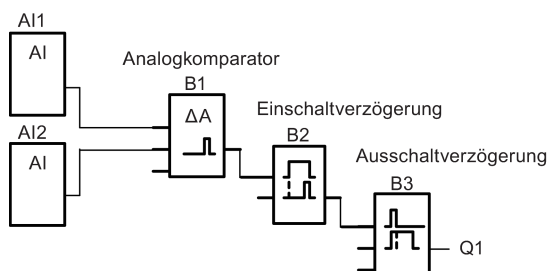 AI1
AI
Analogkomparator
B1
ΔA
Einschaltverzögerung
AI2
B2
AI
Ausschaltverzögerung
B3
Q1